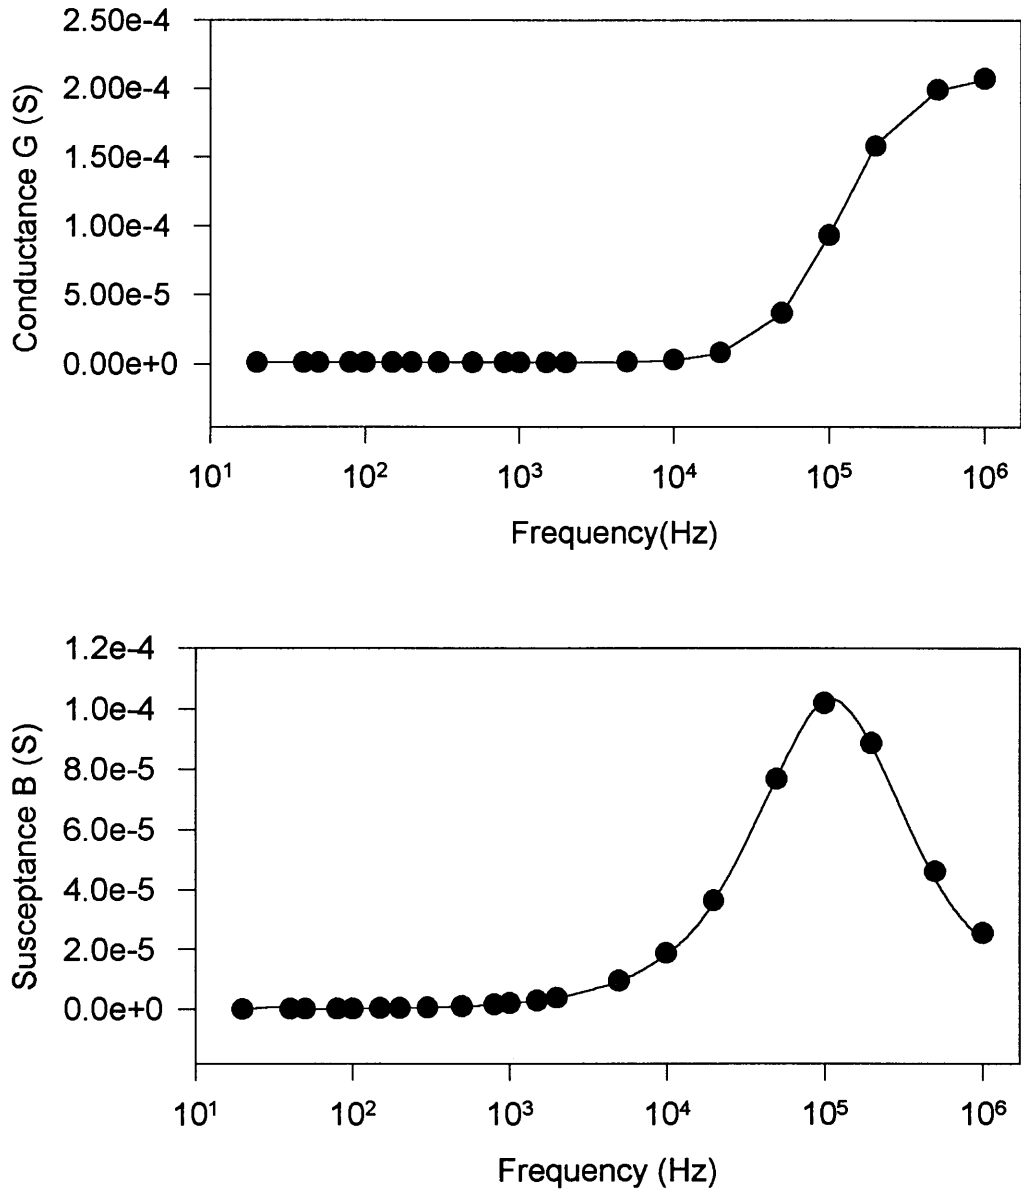 2.50e-4
2.00e-4
1.50e-4
1.00e-4
5.00e-5
0.00e+0
Conductance G (S)
10¹ 10² 10³ 10⁴ 10⁵ 10⁶
Frequency(Hz)
1.2e-4
1.0e-4
8.0e-5
6.0e-5
4.0e-5
2.0e-5
0.0e+0
Susceptance B (S)
10¹ 10² 10³ 10⁴ 10⁵ 10⁶
Frequency (Hz)